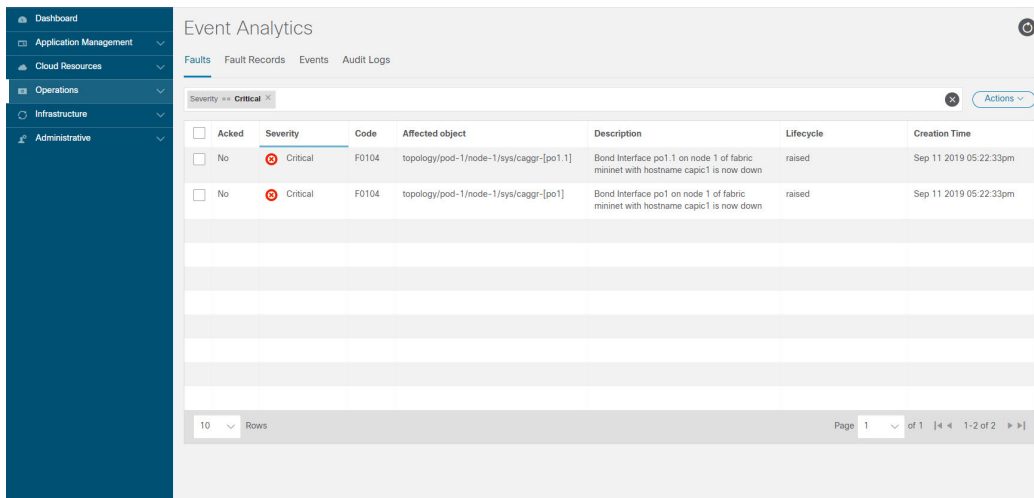 Dashboard
Application Management
Cloud Resources
Operations
Infrastructure
Administrative
Event Analytics
Faults Fault Records Events Audit Logs
Severity == Critical
Actions
Acked Severity Code Affected object Description Lifecycle Creation Time
No Critical F0104 topology/pod-1/node-1/sys/caggr-[po1.1] Bond Interface po1.1 on node 1 of fabric raised Sep 11 2019 05:22:33pm
mininet with hostname capic1 is now down
No Critical F0104 topology/pod-1/node-1/sys/caggr-[po1] Bond Interface po1 on node 1 of fabric raised Sep 11 2019 05:22:33pm
mininet with hostname capic1 is now down
10 Rows Page 1 of 1 1-2 of 2